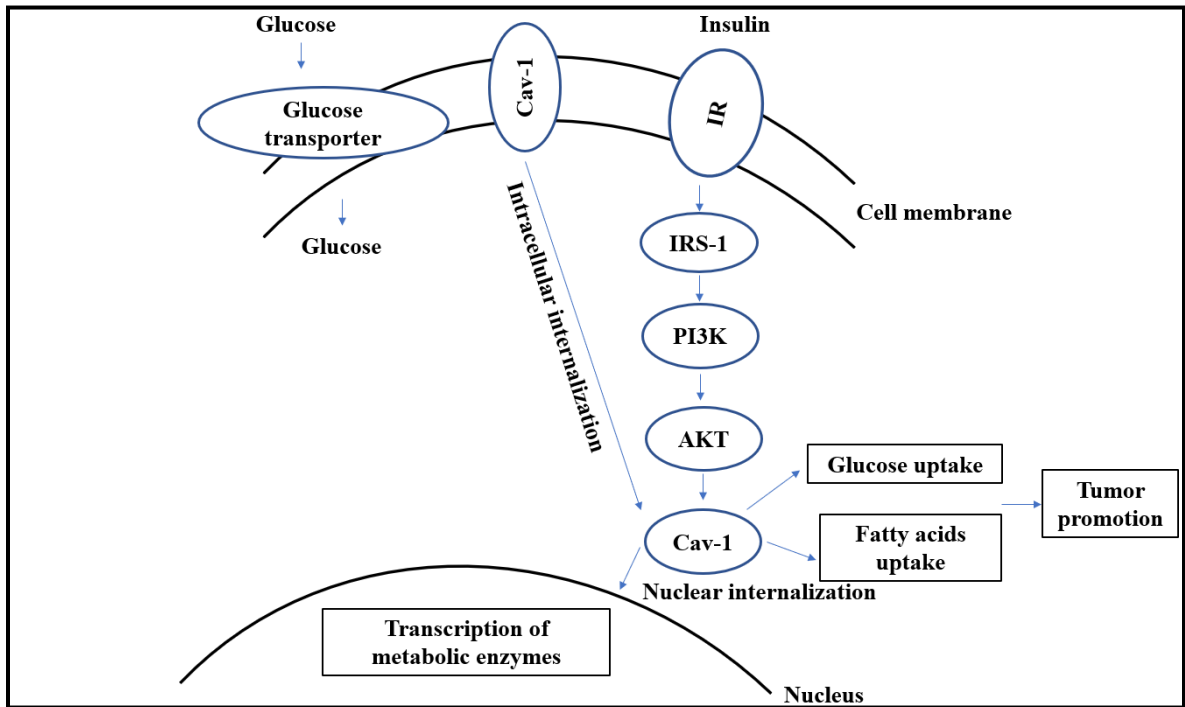 Glucose
Insulin
Cav-1
Glucose
transporter
IR
Cell membrane
Glucose
Intracellular internalization
IRS-1
PI3K
AKT
Glucose uptake
Tumor
promotion
Cav-1
Fatty acids
uptake
Nuclear internalization
Transcription of
metabolic enzymes
Nucleus